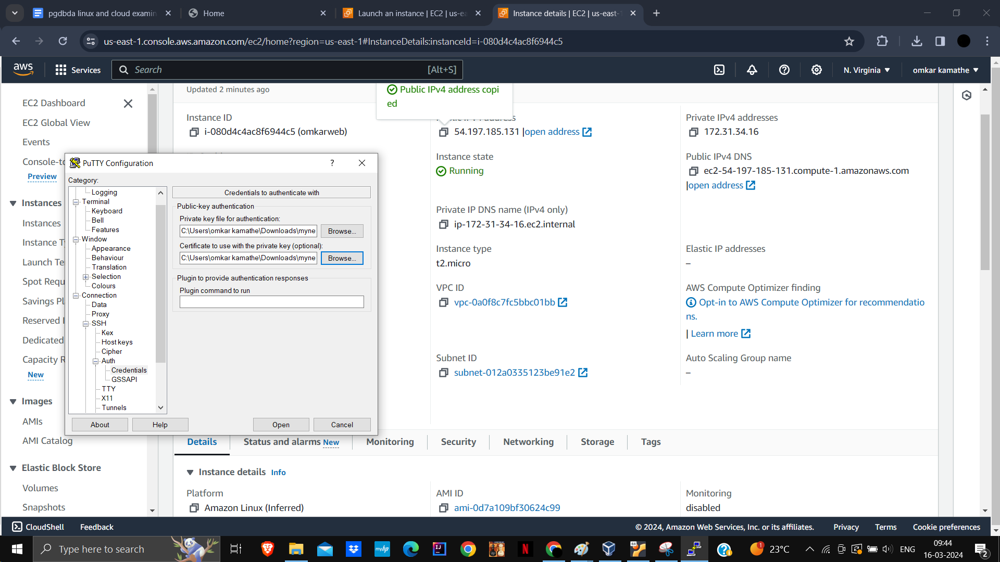 pgdbda linux and cloud examin
Home
Launch an instance | EC2 | us-ea
Instance details | EC2 | us-east-1
us-east-1.console.aws.amazon.com/ec2/home?region=us-east-1#InstanceDetails:instanceId=i-080d4c4ac8f6944c5
aws
Services
Search
[Alt+S]
N. Virginia
omkar kamathe
EC2 Dashboard
EC2 Global View
Events
Console-to
Preview
Instances
Instances
Instance T
Launch Te
Spot Requ
Savings Pl
Reserved I
Dedicated
Capacity R
New
Images
AMIs
AMI Catalog
Elastic Block Store
Volumes
Snapshots
Updated 2 minutes ago
Public IPv4 address copi
ed
Instance ID
i-080d4c4ac8f6944c5 (omkarweb)
Public IPv4 address
54.197.185.131 |open address
Private IPv4 addresses
172.31.34.16
Instance state
Running
Public IPv4 DNS
ec2-54-197-185-131.compute-1.amazonaws.com
|open address
Private IP DNS name (IPv4 only)
ip-172-31-34-16.ec2.internal
Instance type
t2.micro
Elastic IP addresses
–
VPC ID
vpc-0a0f8c7fc5bbc01bb
AWS Compute Optimizer finding
Opt-in to AWS Compute Optimizer for recommendatio
ns.
| Learn more
Subnet ID
subnet-012a0335123be91e2
Auto Scaling Group name
–
PuTTY Configuration
?
Category:
Logging
Terminal
Keyboard
Bell
Features
Window
Appearance
Behaviour
Translation
Selection
Colours
Connection
Data
Proxy
SSH
Kex
Host keys
Cipher
Auth
Credentials
GSSAPI
TTY
X11
Tunnels
Credentials to authenticate with
Public-key authentication
Private key file for authentication:
C:\Users\omkar kamathe\Downloads\myne
Browse...
Certificate to use with the private key (optional):
C:\Users\omkar kamathe\Downloads\myne
Browse...
Plugin to provide authentication responses
Plugin command to run
About
Help
Open
Cancel
Details
Status and alarms New
Monitoring
Security
Networking
Storage
Tags
Instance details Info
Platform
Amazon Linux (Inferred)
AMI ID
ami-0d7a109bf30624c99
Monitoring
disabled
CloudShell
Feedback
© 2024, Amazon Web Services, Inc. or its affiliates.
Privacy
Terms
Cookie preferences
Type here to search
myhp
IJ
N
64
1
23°C
ENG
09:44
16-03-2024
2